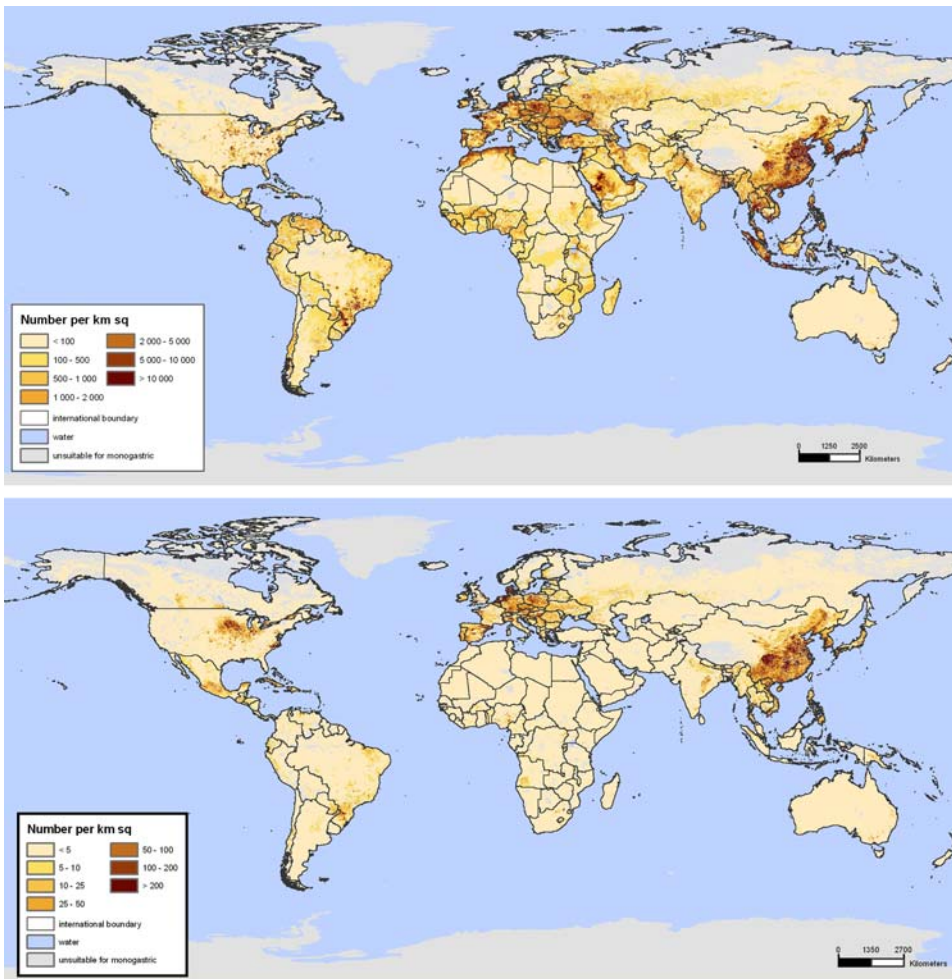 Number per km sq
< 100
2 000 - 5 000
100 - 500
5 000 - 10 000
500 - 1 000
> 10 000
1 000 - 2 000
international boundary
water
unsuitable for monogastric
0 1250 2500
Kilometers
Number per km sq
< 5
50 - 100
5 - 10
100 - 200
10 - 25
> 200
25 - 50
international boundary
water
unsuitable for monogastric
0 1350 2700
Kilometers